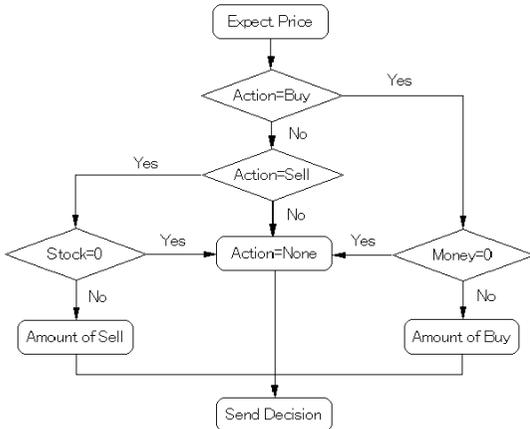 Expect Price
Yes
Action=Buy
No
Yes
Action=Sell
No
Stock=0
Yes
Action=None
Yes
Money=0
No
No
Amount of Sell
Amount of Buy
Send Decision